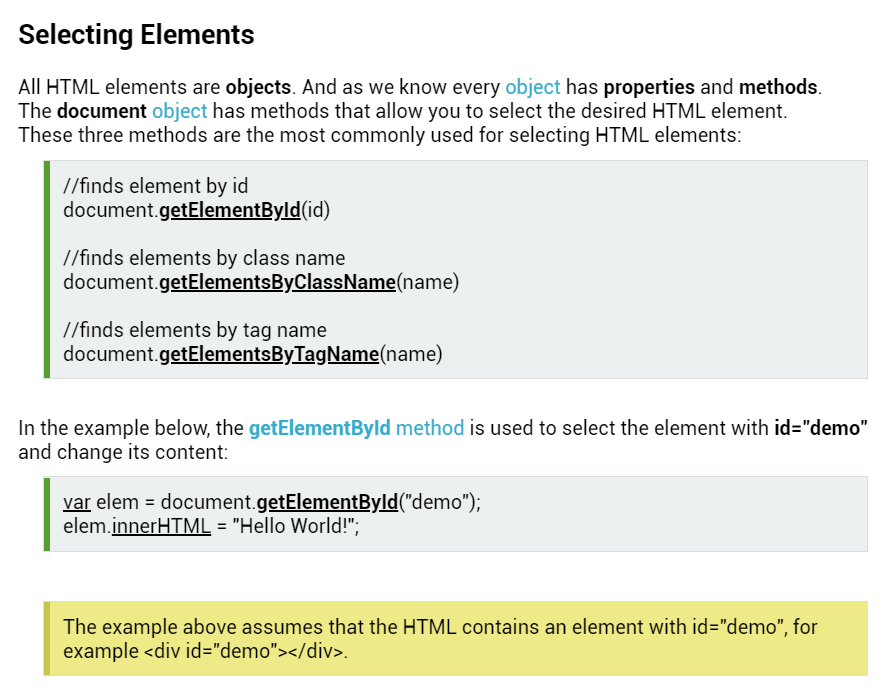 Selecting Elements
All HTML elements are objects. And as we know every object has properties and methods.
The document object has methods that allow you to select the desired HTML element.
These three methods are the most commonly used for selecting HTML elements:
//finds element by id
document.getElementById(id)
//finds elements by class name
document.getElementsByClassName(name)
//finds elements by tag name
document.getElementsByTagName(name)
In the example below, the getElementById method is used to select the element with id="demo"
and change its content:
var elem = document.getElementById("demo");
elem.innerHTML = "Hello World!";
The example above assumes that the HTML contains an element with id="demo", for
example <div id="demo"></div>.